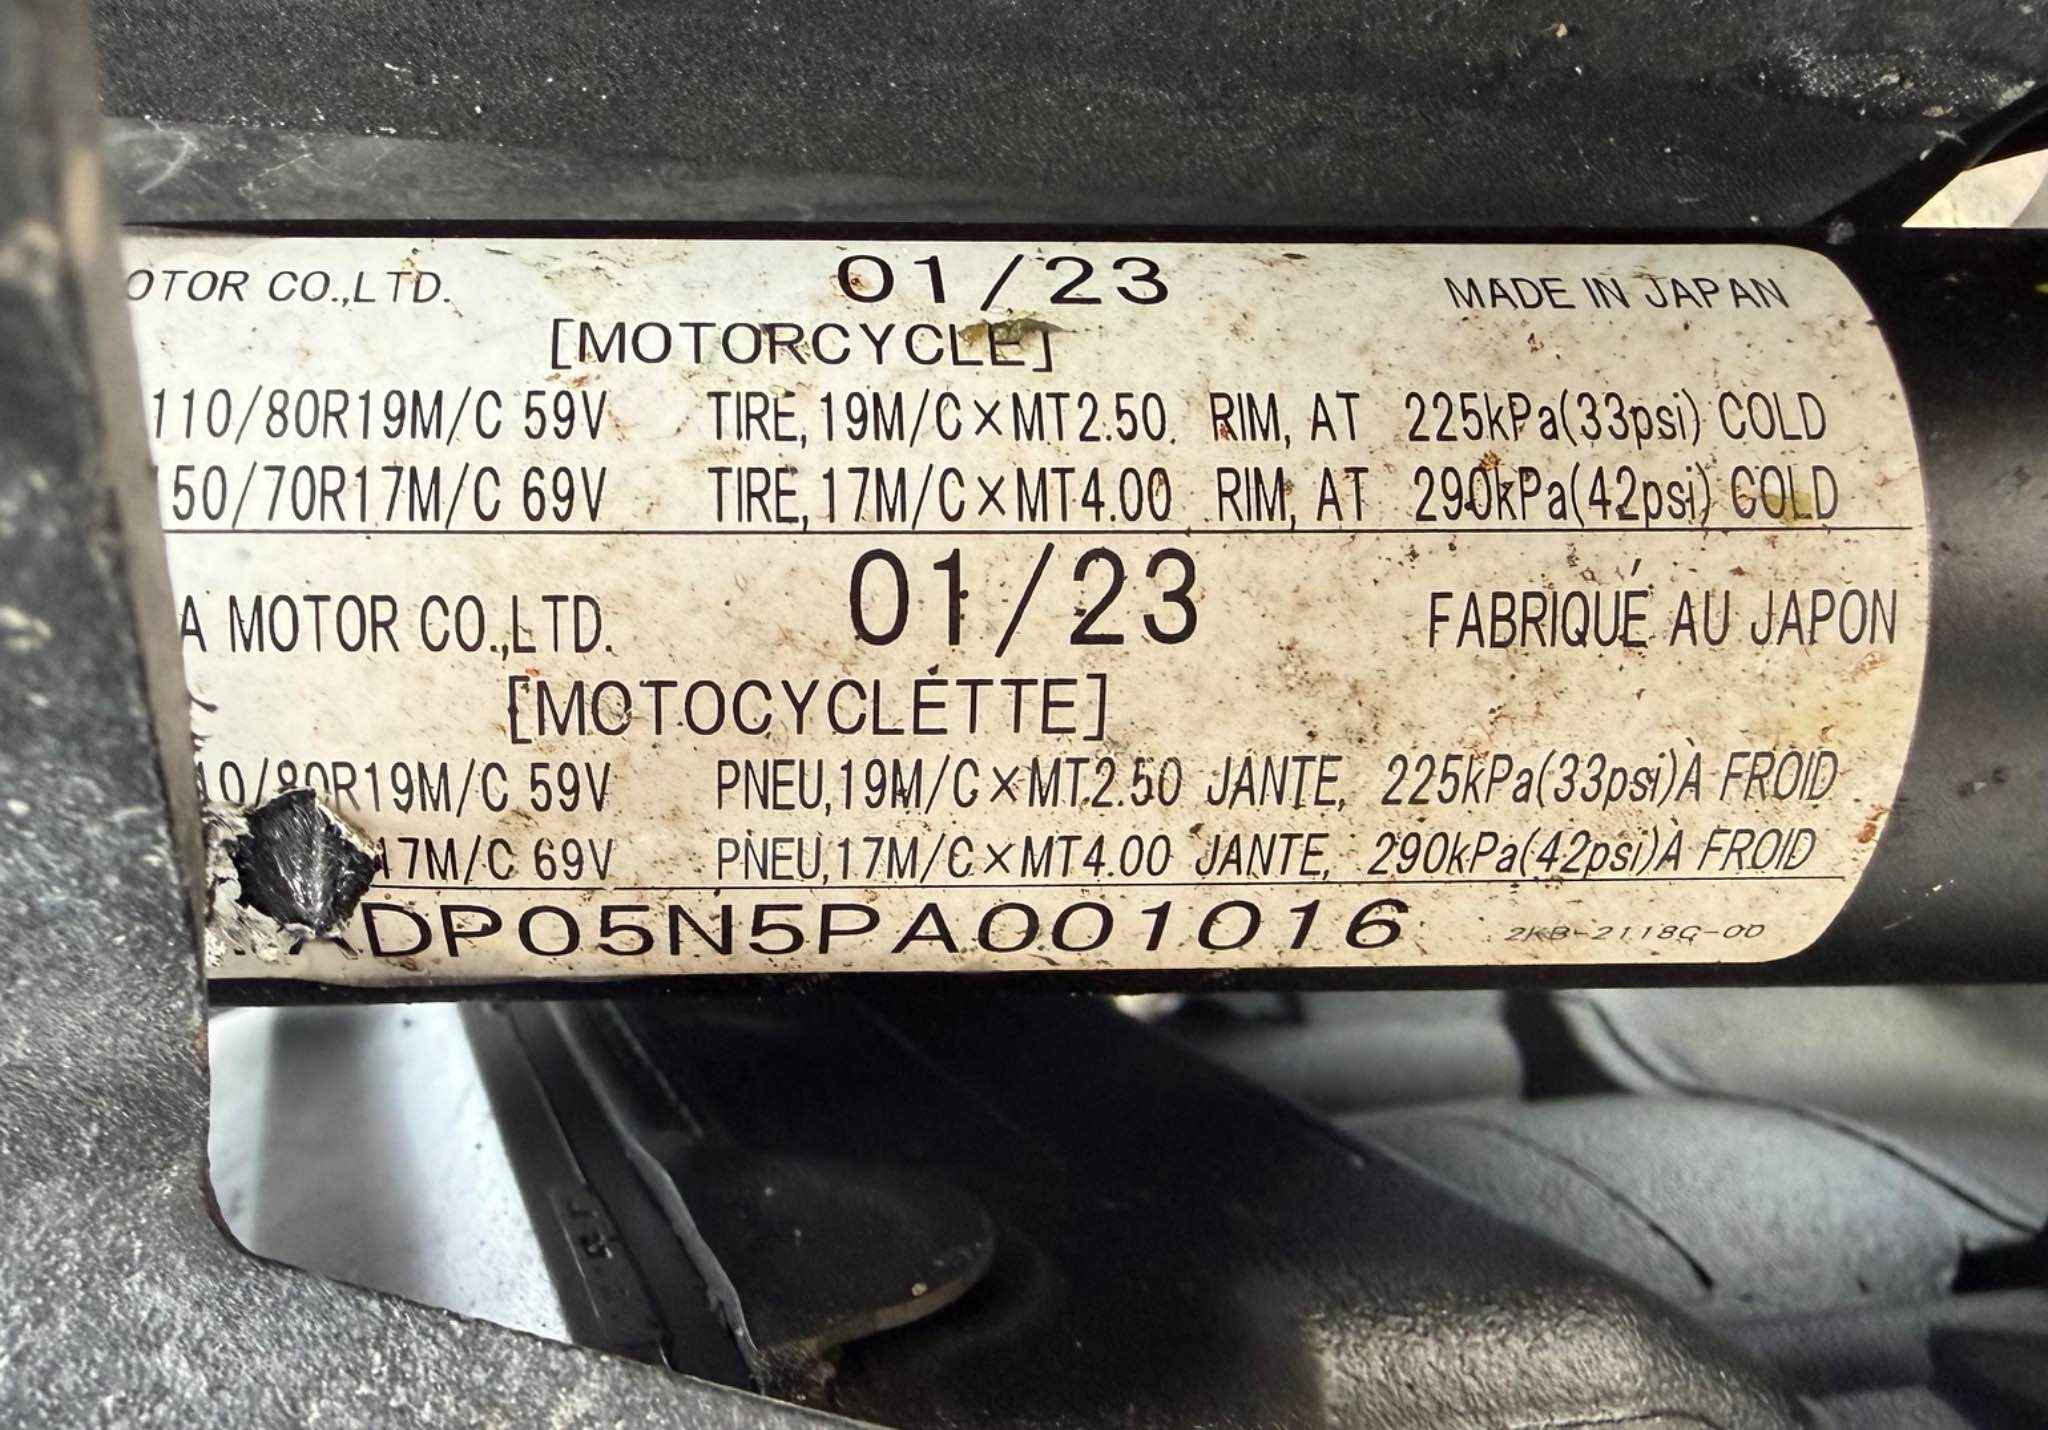 OTOR CO.,LTD. 01/23 MADE IN JAPAN
[MOTORCYCLE]
110/80R19M/C 59V TIRE, 19M/C×MT2.50 RIM, AT 225kPa(33psi) COLD
50/70R17M/C 69V TIRE, 17M/C×MT4.00 RIM, AT 290kPa(42psi) COLD
A MOTOR CO.,LTD. 01/23 FABRIQUÉ AU JAPON
[MOTOCYCLÉTTE]
10/80R19M/C 59V PNEU,19M/C×MT2.50 JANTE, 225kPa(33psi)À FROID
17M/C 69V PNEU,17M/C×MT4.00 JANTE, 290kPa(42psi)À FROID
DP05N5PA001016 2KB-2118G-00